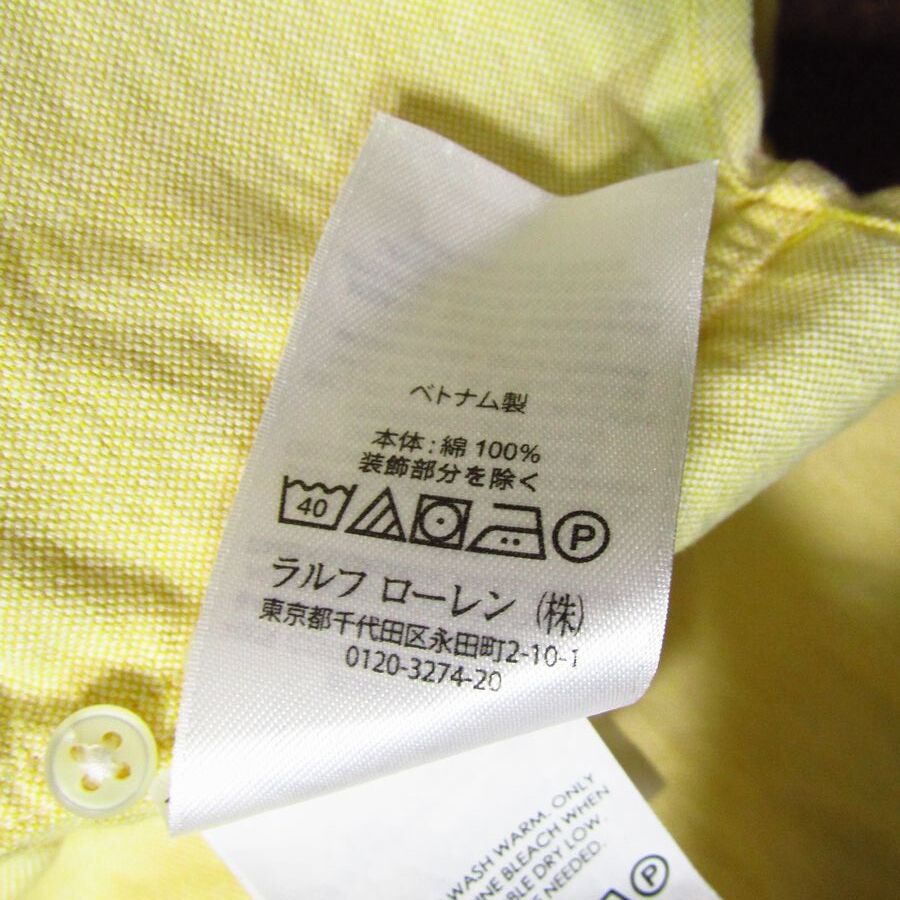 ベトナム製
本体:綿 100%
装飾部分を除く
40 P
ラルフ ローレン (株)
東京都千代田区永田町2-10-1
0120-3274-20
WASH WARM. ONLY
BLEACH WHEN
DRY LOW.
NEEDED.
P